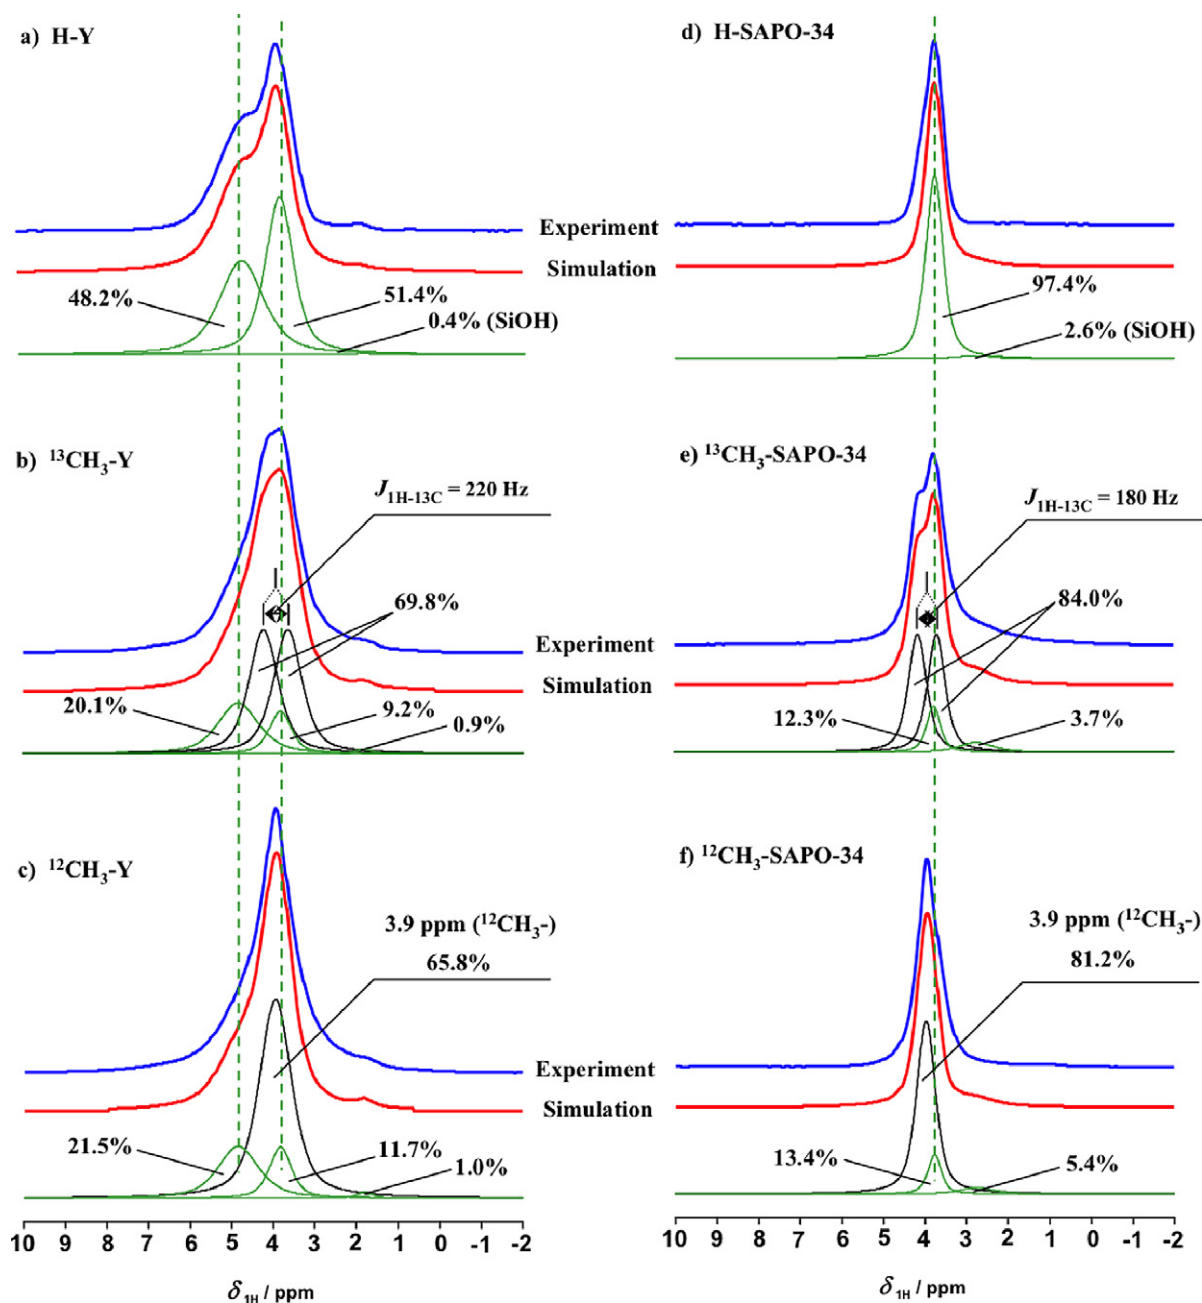 a) H-Y
Experiment
Simulation
48.2%
51.4%
0.4% (SiOH)
b) ¹³CH₃-Y
J1H-13C = 220 Hz
69.8%
Experiment
Simulation
20.1%
9.2%
0.9%
c) ¹²CH₃-Y
3.9 ppm (¹²CH₃-)
65.8%
Experiment
Simulation
21.5%
11.7%
1.0%
10 9 8 7 6 5 4 3 2 1 0 -1 -2
δ 1H / ppm
d) H-SAPO-34
97.4%
2.6% (SiOH)
e) ¹³CH₃-SAPO-34
J1H-13C = 180 Hz
84.0%
12.3%
3.7%
f) ¹²CH₃-SAPO-34
3.9 ppm (¹²CH₃-)
81.2%
13.4%
5.4%
10 9 8 7 6 5 4 3 2 1 0 -1 -2
δ 1H / ppm